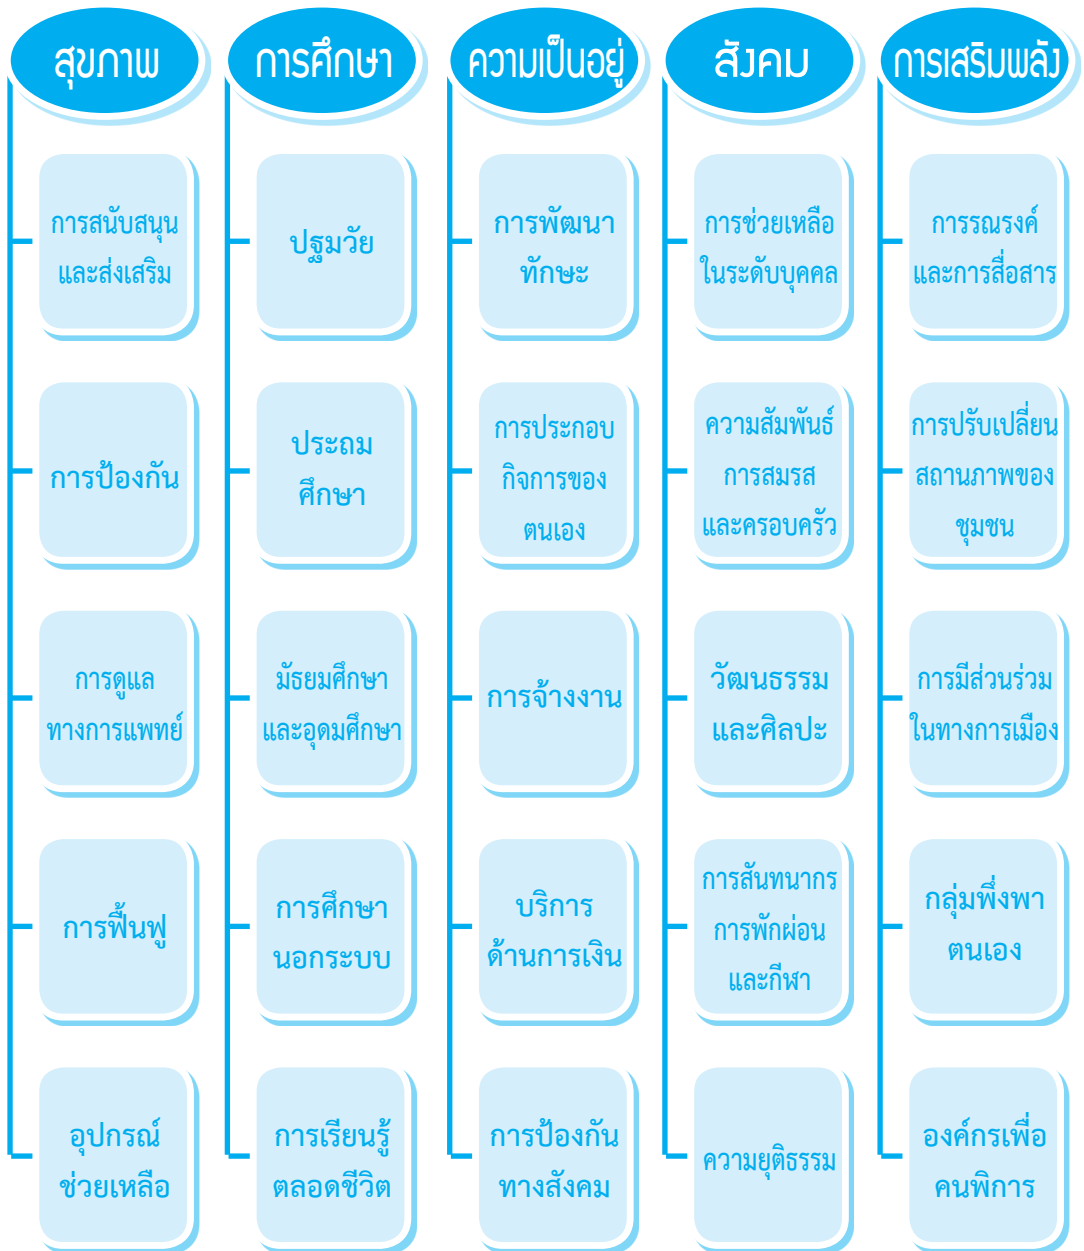 สุขภาพ
การสนับสนุน
และส่งเสริม
การป้องกัน
การดูแล
ทางการแพทย์
การฟื้นฟู
อุปกรณ์
ช่วยเหลือ
การศึกษา
ปฐมวัย
ประถม
ศึกษา
มัธยมศึกษา
และอุดมศึกษา
การศึกษา
นอกระบบ
การเรียนรู้
ตลอดชีวิต
ความเป็นอยู่
การพัฒนา
ทักษะ
การประกอบ
กิจการของ
ตนเอง
การจ้างงาน
บริการ
ด้านการเงิน
การป้องกัน
ทางสังคม
สังคม
การช่วยเหลือ
ในระดับบุคคล
ความสัมพันธ์
การสมรส
และครอบครัว
วัฒนธรรม
และศิลปะ
การสันทนากร
การพักผ่อน
และกีฬา
ความยุติธรรม
การเสริมพลัง
การรณรงค์
และการสื่อสาร
การปรับเปลี่ยน
สถานภาพของ
ชุมชน
การมีส่วนร่วม
ในทางการเมือง
กลุ่มพึ่งพา
ตนเอง
องค์กรเพื่อ
คนพิการ